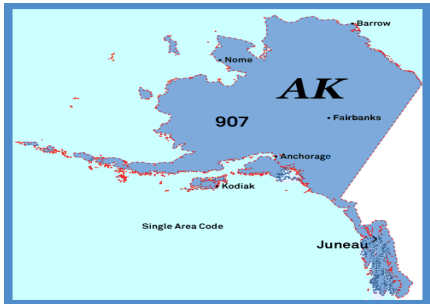 Barrow
Nome
AK
907
Fairbanks
Anchorage
Kodiak
Single Area Code
Juneau